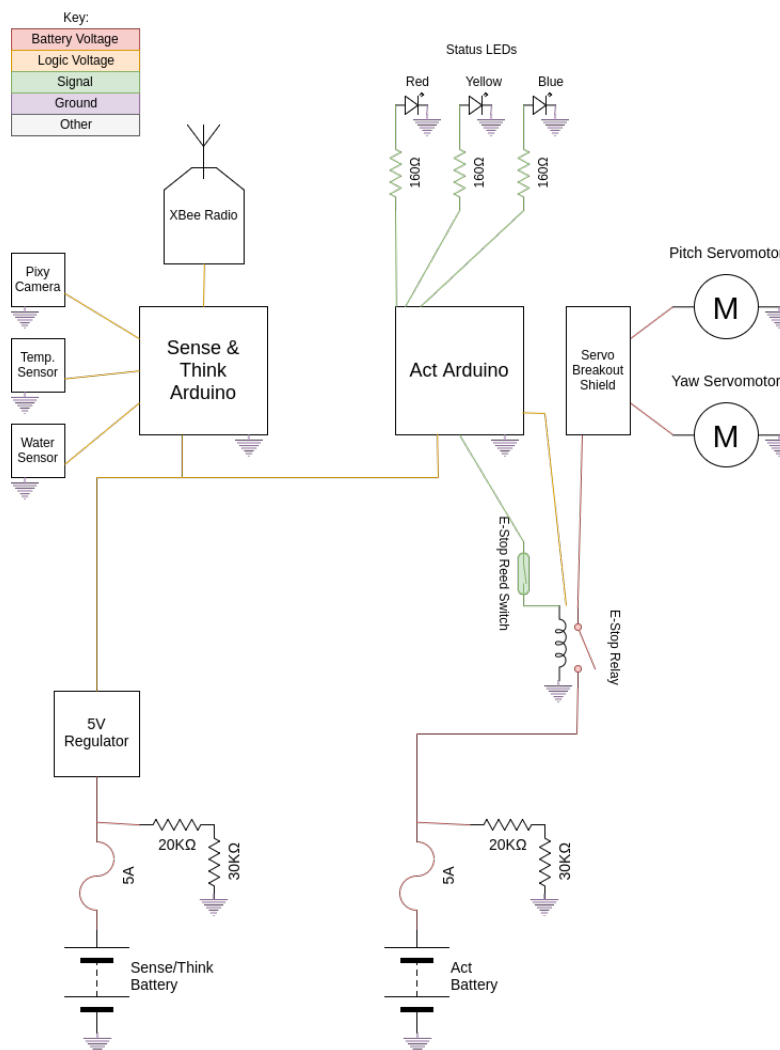 Key:
Battery Voltage
Logic Voltage
Signal
Ground
Other
Status LEDs
Red
Yellow
Blue
160Ω
160Ω
160Ω
XBee Radio
Pixy
Camera
Temp.
Sensor
Water
Sensor
Sense &
Think
Arduino
Act Arduino
Servo
Breakout
Shield
Pitch Servomotor
M
Yaw Servomotor
M
E-Stop Reed Switch
E-Stop Relay
5V
Regulator
20KΩ
30KΩ
5A
Sense/Think
Battery
20KΩ
30KΩ
5A
Act
Battery